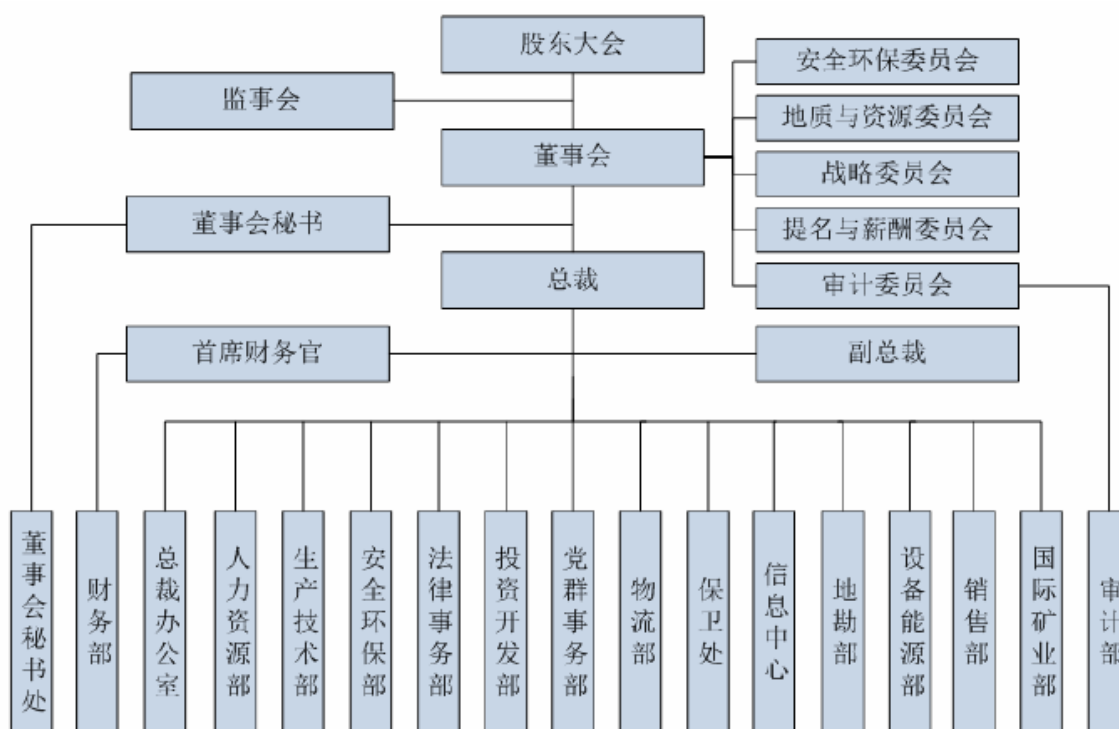 股东大会
安全环保委员会
监事会
地质与资源委员会
董事会
战略委员会
董事会秘书
提名与薪酬委员会
总裁
审计委员会
首席财务官
副总裁
董事会秘书处
财务部
总裁办公室
人力资源部
生产技术部
安全环保部
法律事务部
投资开发部
党群事务部
物流部
保卫处
信息中心
地勘部
设备能源部
销售部
国际矿业部
审计部